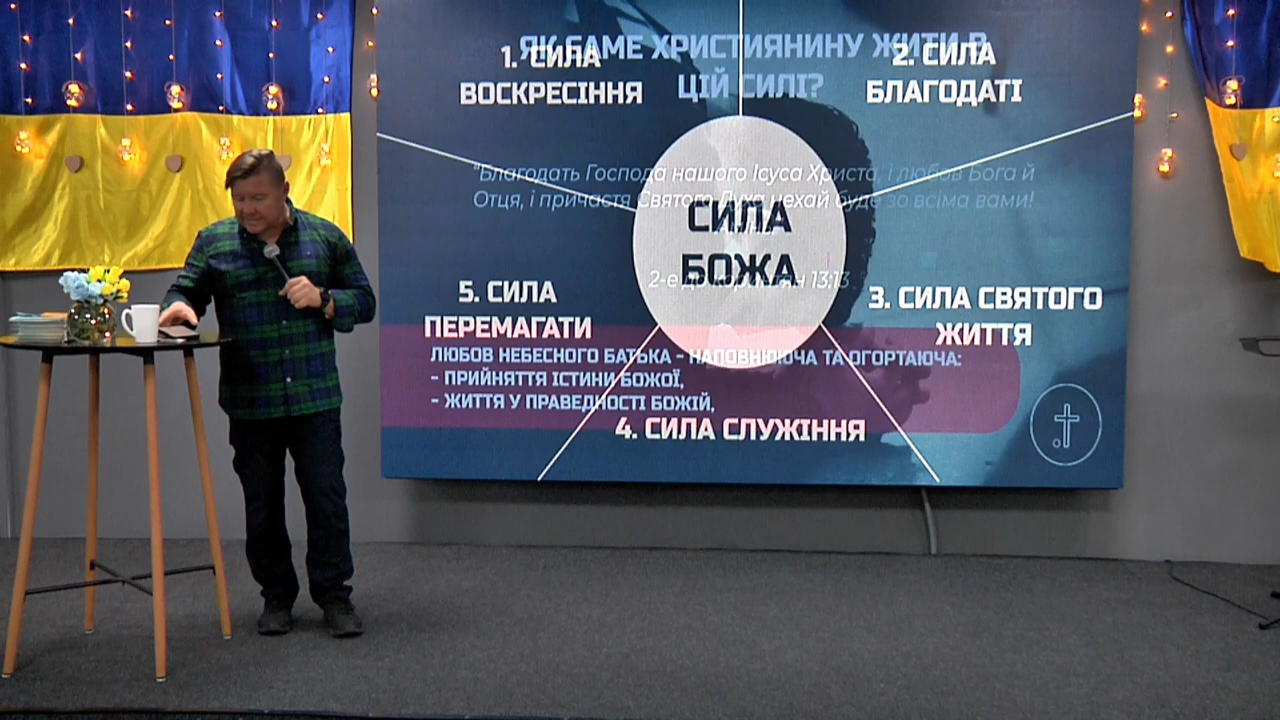 ЯК САМЕ ХРИСТИЯНИНУ ЖИТИ В
ЦІЙ СИЛІ?
1. СИЛА
ВОСКРЕСІННЯ
2. СИЛА
БЛАГОДАТІ
"Благодать Господа нашого Ісуса Христа, і любов Бога й
Отця, і причастя Святого Духа нехай буде зо всіма вами!
СИЛА
БОЖА
2-е до коринтян 13:13
5. СИЛА
ПЕРЕМАГАТИ
3. СИЛА СВЯТОГО
ЖИТТЯ
ЛЮБОВ НЕБЕСНОГО БАТЬКА - НАПОВНЮЮЧА ТА ОГОРТАЮЧА:
- ПРИЙНЯТТЯ ІСТИНИ БОЖОЇ,
- ЖИТТЯ У ПРАВЕДНОСТІ БОЖІЙ,
4. СИЛА СЛУЖІННЯ